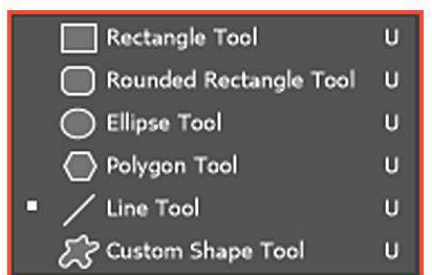 Rectangle Tool U
Rounded Rectangle Tool U
Ellipse Tool U
Polygon Tool U
Line Tool U
Custom Shape Tool U